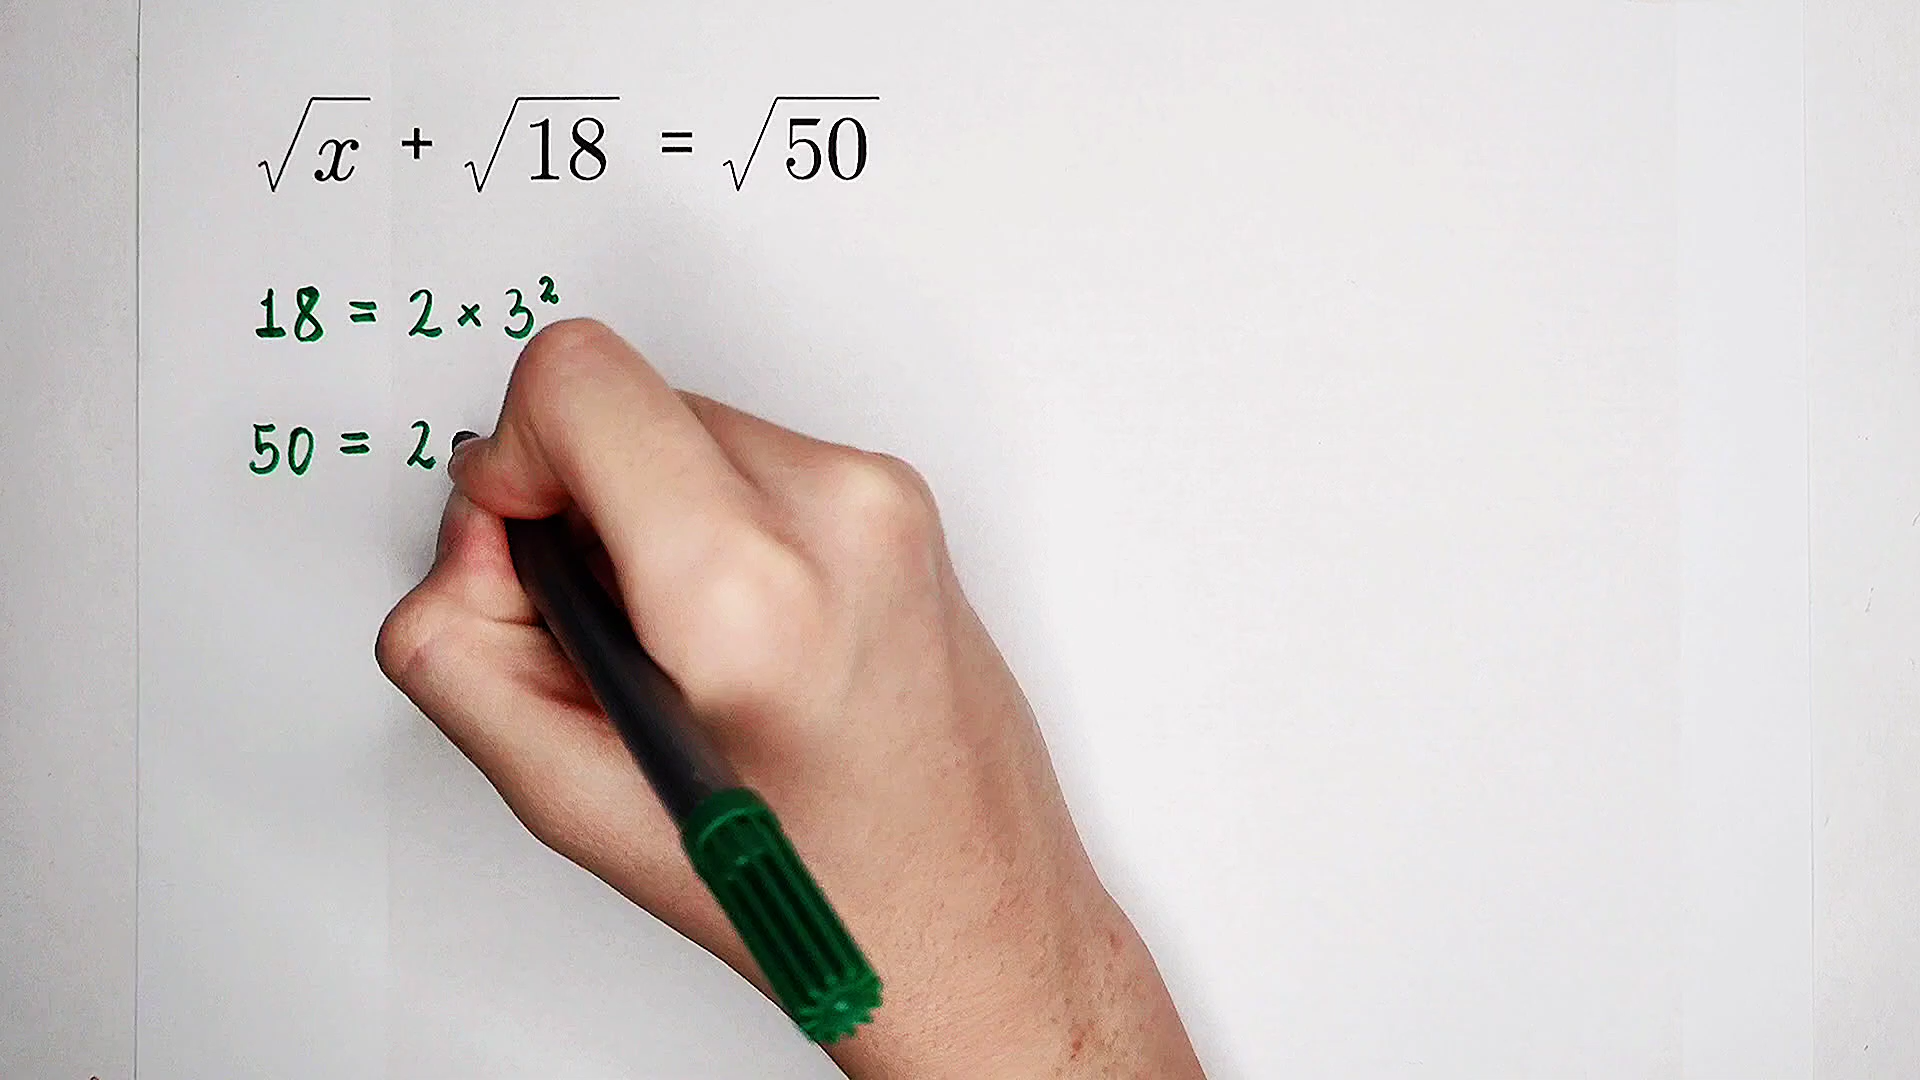 √x + √18 = √50
18 = 2 × 3²
50 = 2